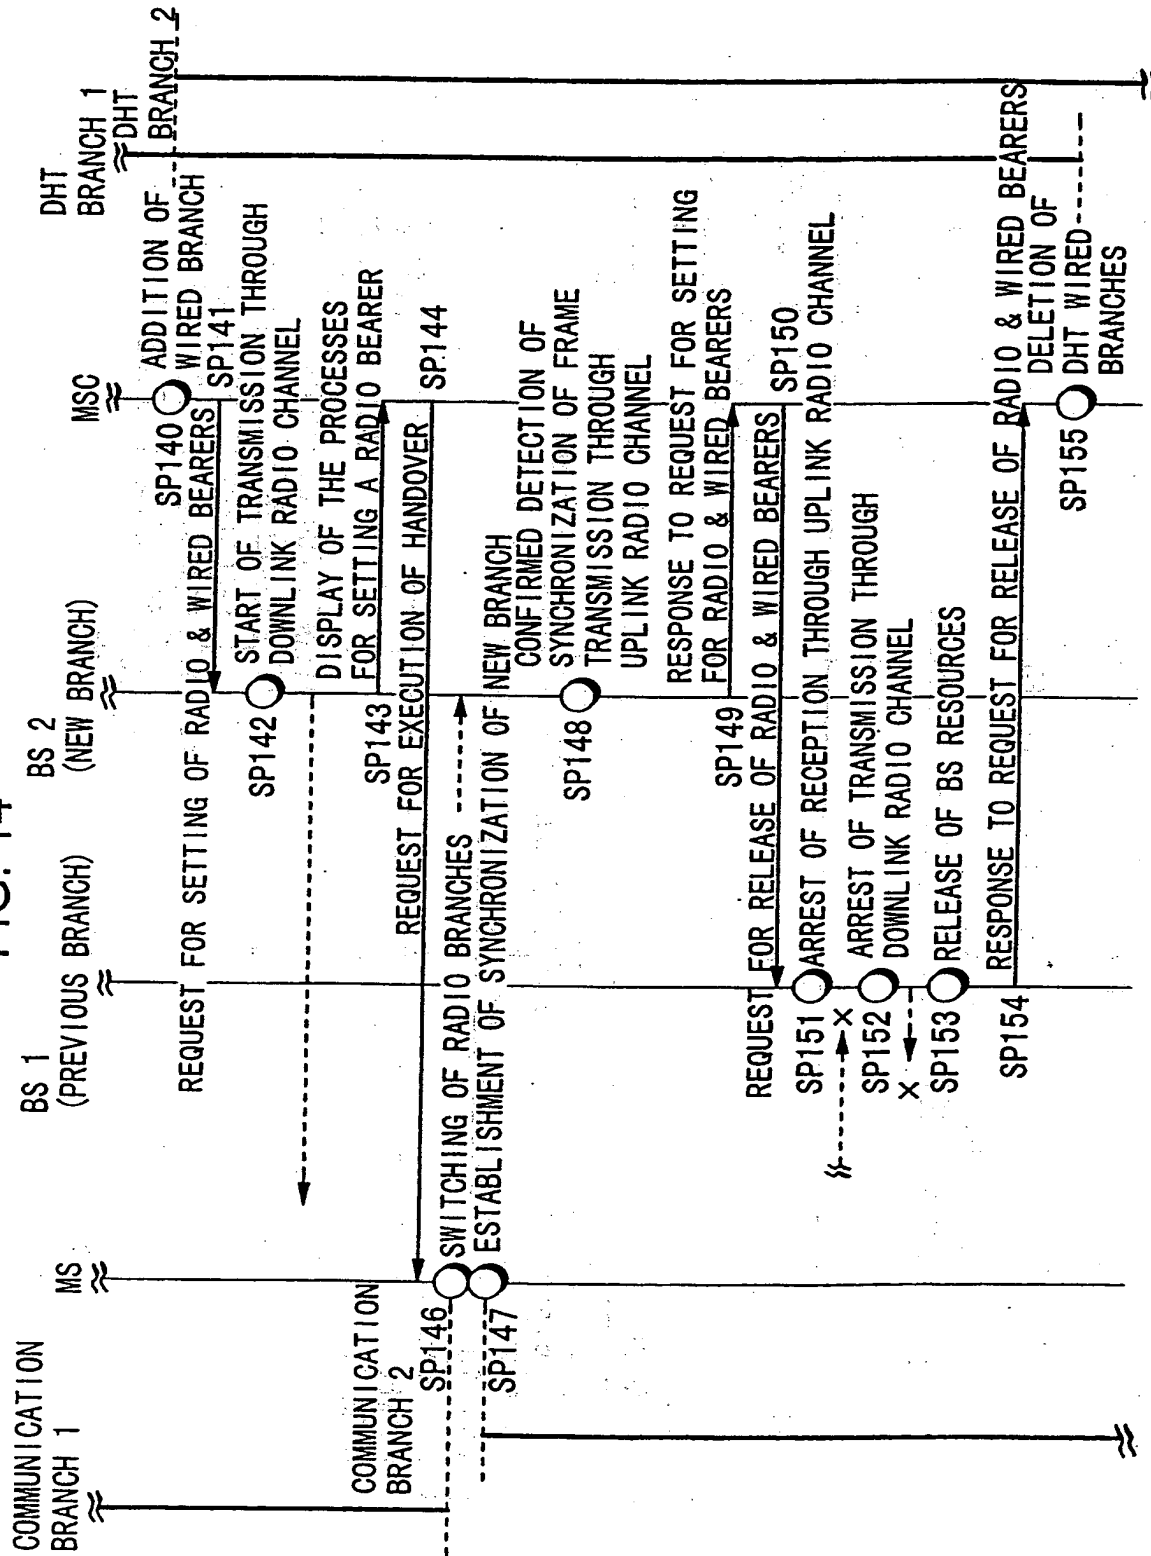 FIG. 14
COMMUNICATION
BRANCH 1
MS
BS 1
(PREVIOUS BRANCH)
BS 2
(NEW BRANCH)
MSC
DHT
BRANCH 1
DHT
BRANCH 2
SP140
ADDITION OF
WIRED BRANCH
REQUEST FOR SETTING OF RADIO & WIRED BEARERS
SP141
SP142
START OF TRANSMISSION THROUGH
DOWNLINK RADIO CHANNEL
DISPLAY OF THE PROCESSES
FOR SETTING A RADIO BEARER
SP143
REQUEST FOR EXECUTION OF HANDOVER
SP144
COMMUNICATION
BRANCH 2
SP146
SWITCHING OF RADIO BRANCHES
SP147
ESTABLISHMENT OF SYNCHRONIZATION OF NEW BRANCH
CONFIRMED DETECTION OF
SYNCHRONIZATION OF FRAME
TRANSMISSION THROUGH
UPLINK RADIO CHANNEL
SP148
RESPONSE TO REQUEST FOR SETTING
FOR RADIO & WIRED BEARERS
SP149
REQUEST FOR RELEASE OF RADIO & WIRED BEARERS
SP150
SP151
ARREST OF RECEPTION THROUGH UPLINK RADIO CHANNEL
X
SP152
ARREST OF TRANSMISSION THROUGH
DOWNLINK RADIO CHANNEL
X
SP153
RELEASE OF BS RESOURCES
SP154
RESPONSE TO REQUEST FOR RELEASE OF RADIO & WIRED BEARERS
SP155
DELETION OF
DHT WIRED
BRANCHES